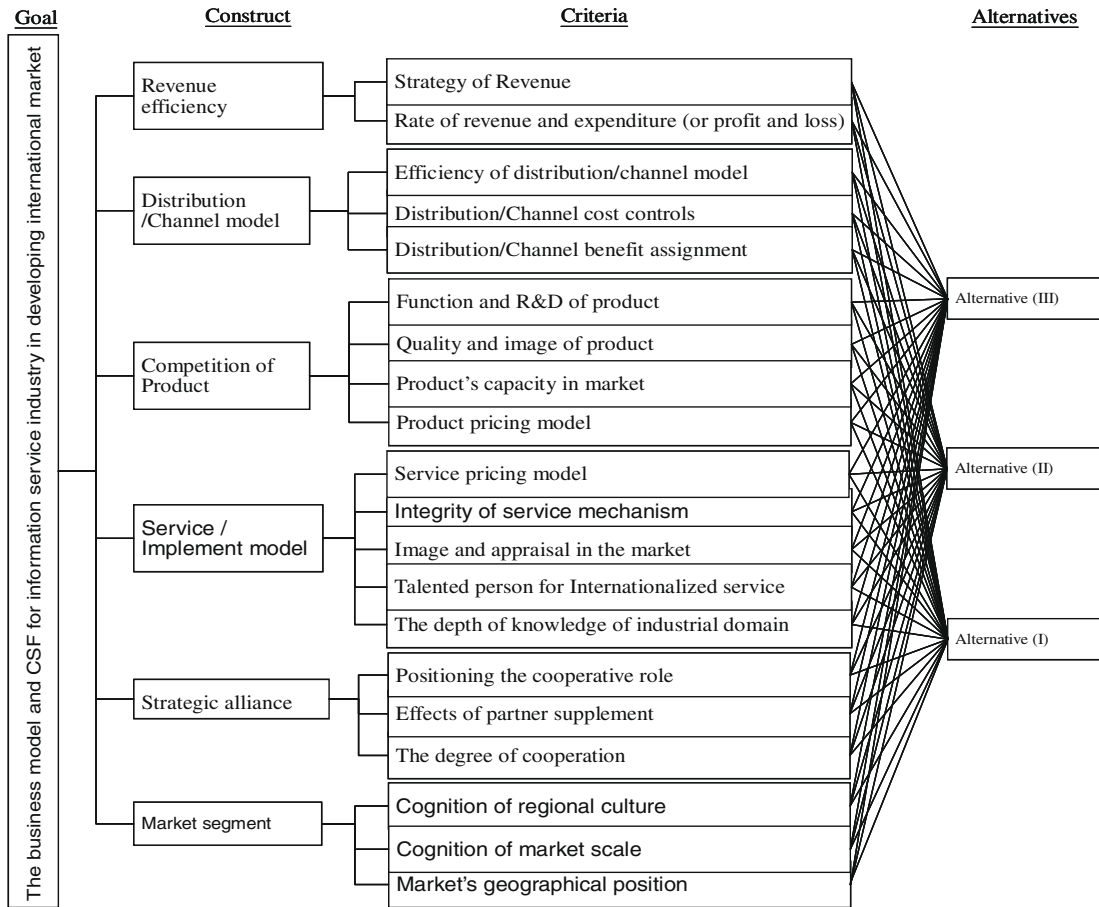 Goal
Construct
Criteria
Alternatives
The business model and CSF for information service industry in developing international market
Revenue
efficiency
Strategy of Revenue
Rate of revenue and expenditure (or profit and loss)
Distribution
/Channel model
Efficiency of distribution/channel model
Distribution/Channel cost controls
Distribution/Channel benefit assignment
Competition of
Product
Function and R&D of product
Quality and image of product
Product's capacity in market
Product pricing model
Service /
Implement model
Service pricing model
Integrity of service mechanism
Image and appraisal in the market
Talented person for Internationalized service
The depth of knowledge of industrial domain
Strategic alliance
Positioning the cooperative role
Effects of partner supplement
The degree of cooperation
Market segment
Cognition of regional culture
Cognition of market scale
Market's geographical position
Alternative (III)
Alternative (II)
Alternative (I)